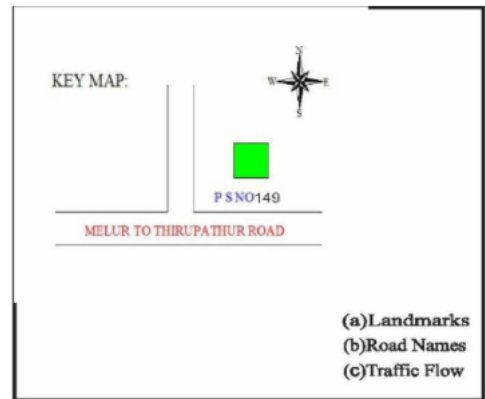 N
KEY MAP:
W E
S
P S NO149
MELUR TO THIRUPATHUR ROAD
(a)Landmarks
(b)Road Names
(c)Traffic Flow